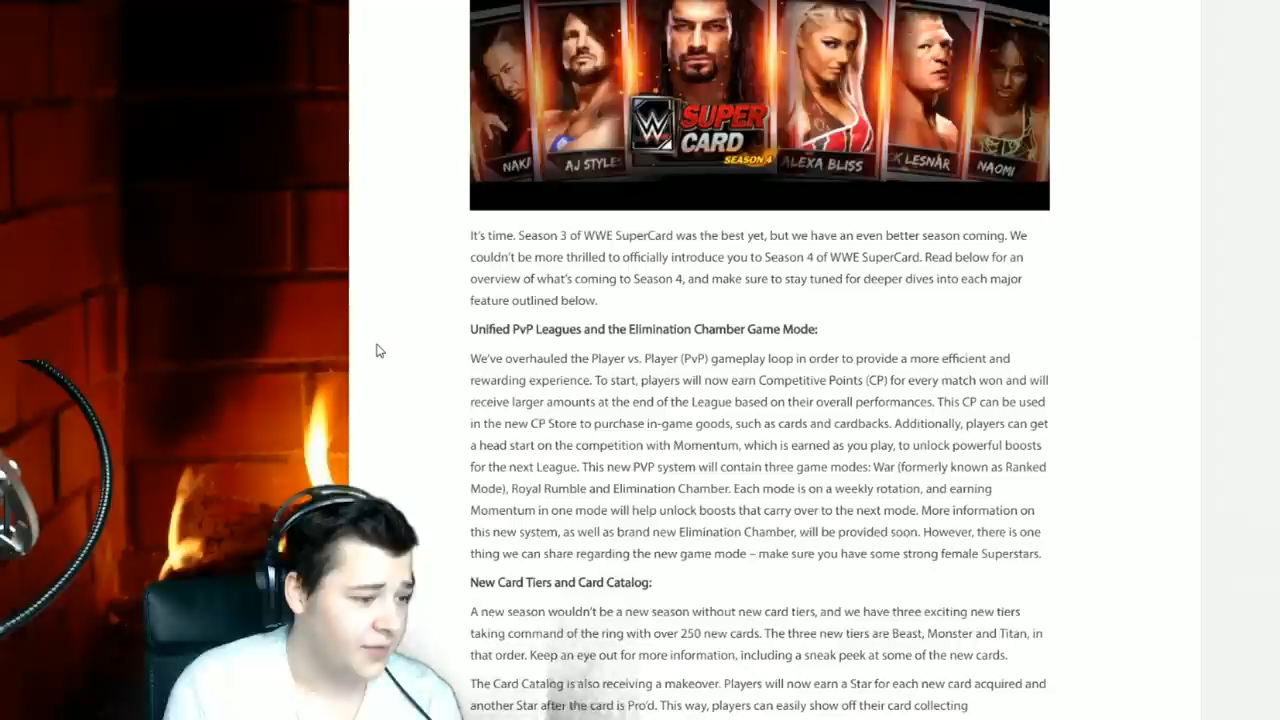 NAKA
AJ STYLES
W
SUPER
CARD
SEASON 4
ALEXA BLISS
CK LESNAR
NAOMI
It's time. Season 3 of WWE SuperCard was the best yet, but we have an even better season coming. We
couldn't be more thrilled to officially introduce you to Season 4 of WWE SuperCard. Read below for an
overview of what's coming to Season 4, and make sure to stay tuned for deeper dives into each major
feature outlined below.
Unified PvP Leagues and the Elimination Chamber Game Mode:
We've overhauled the Player vs. Player (PvP) gameplay loop in order to provide a more efficient and
rewarding experience. To start, players will now earn Competitive Points (CP) for every match won and will
receive larger amounts at the end of the League based on their overall performances. This CP can be used
in the new CP Store to purchase in-game goods, such as cards and cardbacks. Additionally, players can get
a head start on the competition with Momentum, which is earned as you play, to unlock powerful boosts
for the next League. This new PVP system will contain three game modes: War (formerly known as Ranked
Mode), Royal Rumble and Elimination Chamber. Each mode is on a weekly rotation, and earning
Momentum in one mode will help unlock boosts that carry over to the next mode. More information on
this new system, as well as brand new Elimination Chamber, will be provided soon. However, there is one
thing we can share regarding the new game mode – make sure you have some strong female Superstars.
New Card Tiers and Card Catalog:
A new season wouldn't be a new season without new card tiers, and we have three exciting new tiers
taking command of the ring with over 250 new cards. The three new tiers are Beast, Monster and Titan, in
that order. Keep an eye out for more information, including a sneak peek at some of the new cards.
The Card Catalog is also receiving a makeover. Players will now earn a Star for each new card acquired and
another Star after the card is Pro'd. This way, players can easily show off their card collecting